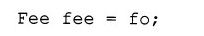 Fee fee = fo;